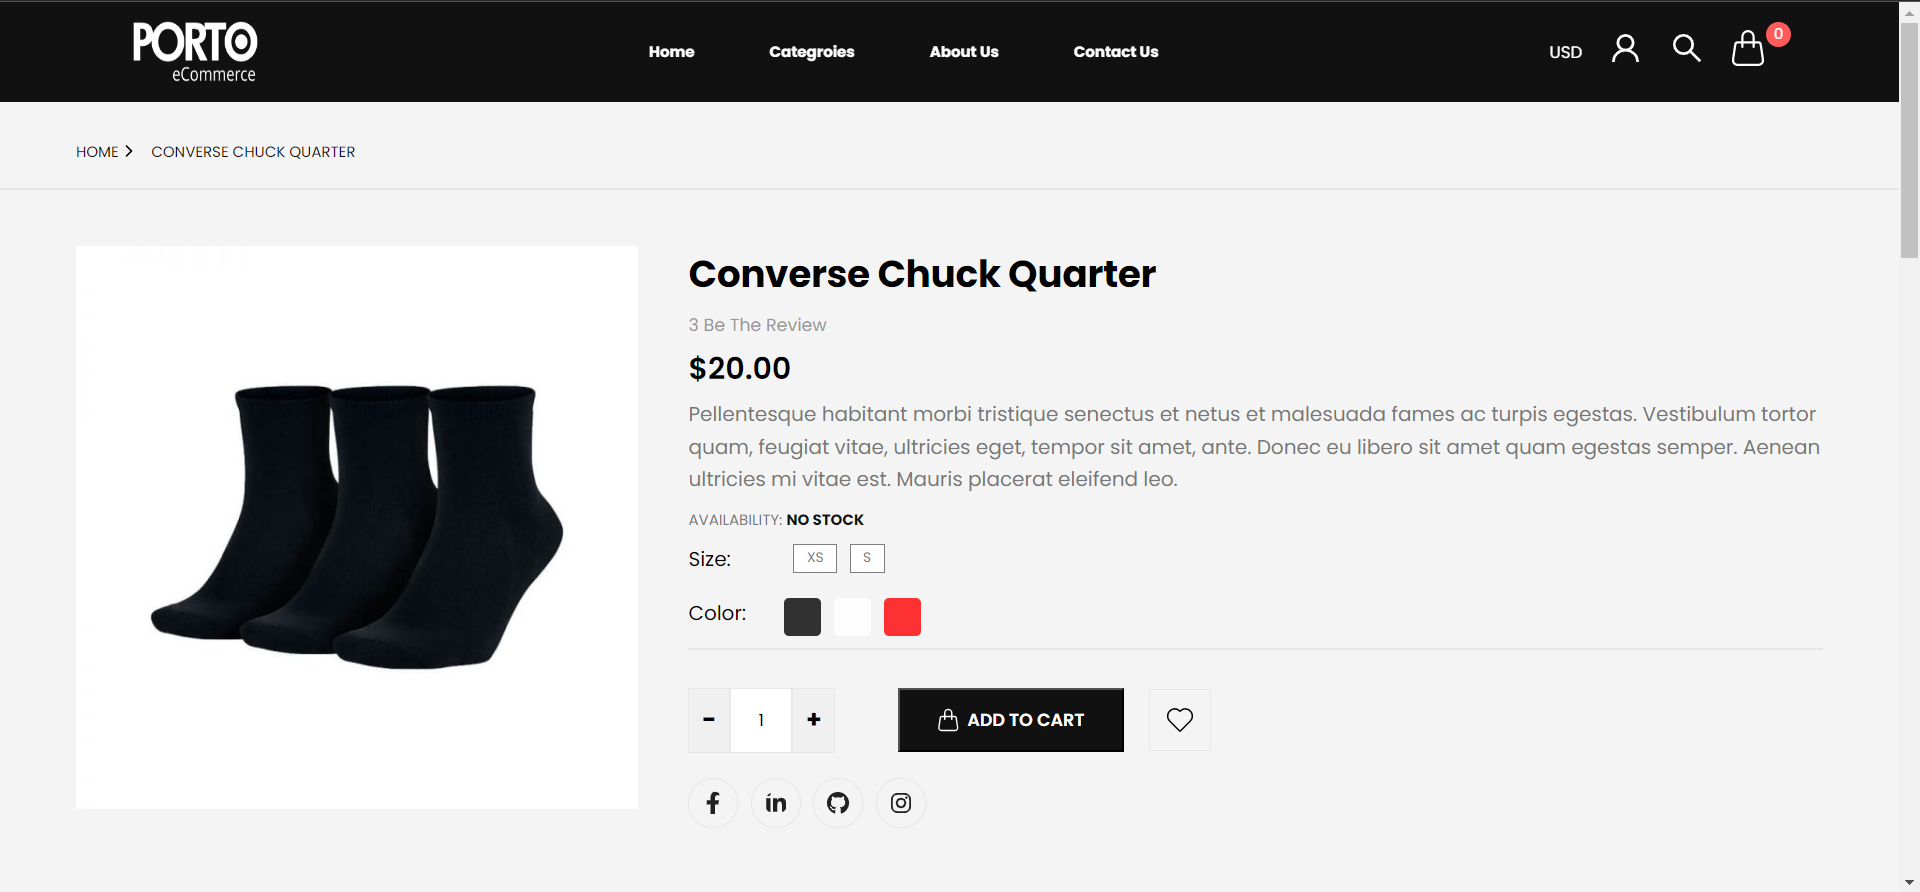 PORTO
eCommerce
Home Categroies About Us Contact Us
USD
0
HOME CONVERSE CHUCK QUARTER
Converse Chuck Quarter
3 Be The Review
$20.00
Pellentesque habitant morbi tristique senectus et netus et malesuada fames ac turpis egestas. Vestibulum tortor
quam, feugiat vitae, ultricies eget, tempor sit amet, ante. Donec eu libero sit amet quam egestas semper. Aenean
ultricies mi vitae est. Mauris placerat eleifend leo.
AVAILABILITY: NO STOCK
Size: XS S
Color:
- 1 + ADD TO CART